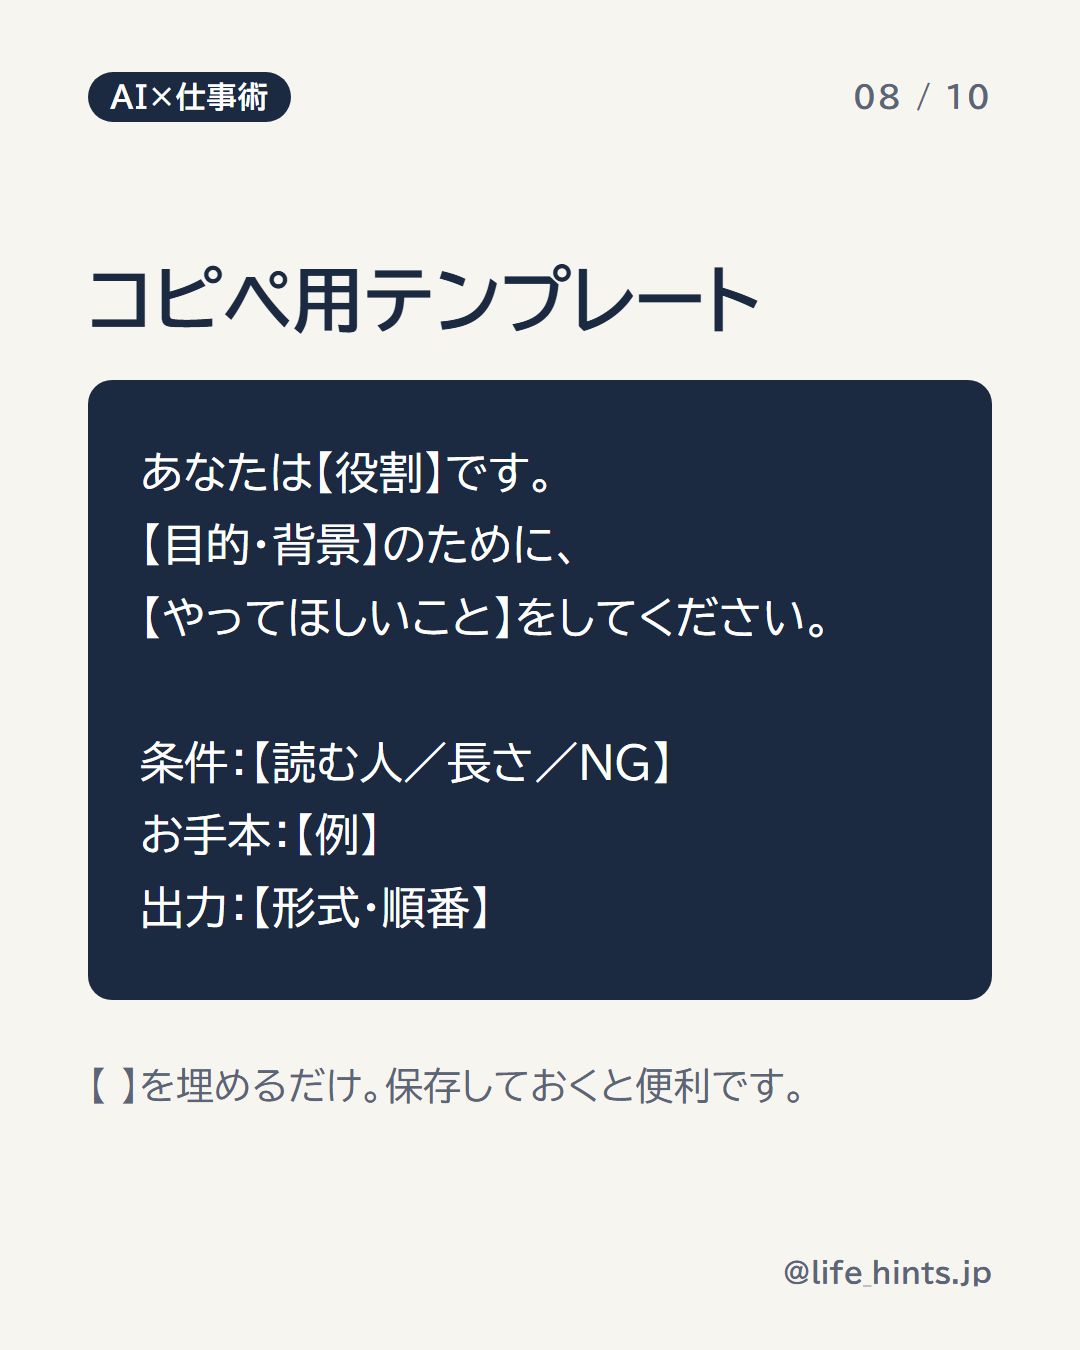 AI×仕事術
08 / 10
コピペ用テンプレート
あなたは【役割】です。
【目的・背景】のために、
【やってほしいこと】をしてください。
条件：【読む人／長さ／NG】
お手本：【例】
出力：【形式・順番】
【 】を埋めるだけ。保存しておくと便利です。
@life_hints.jp